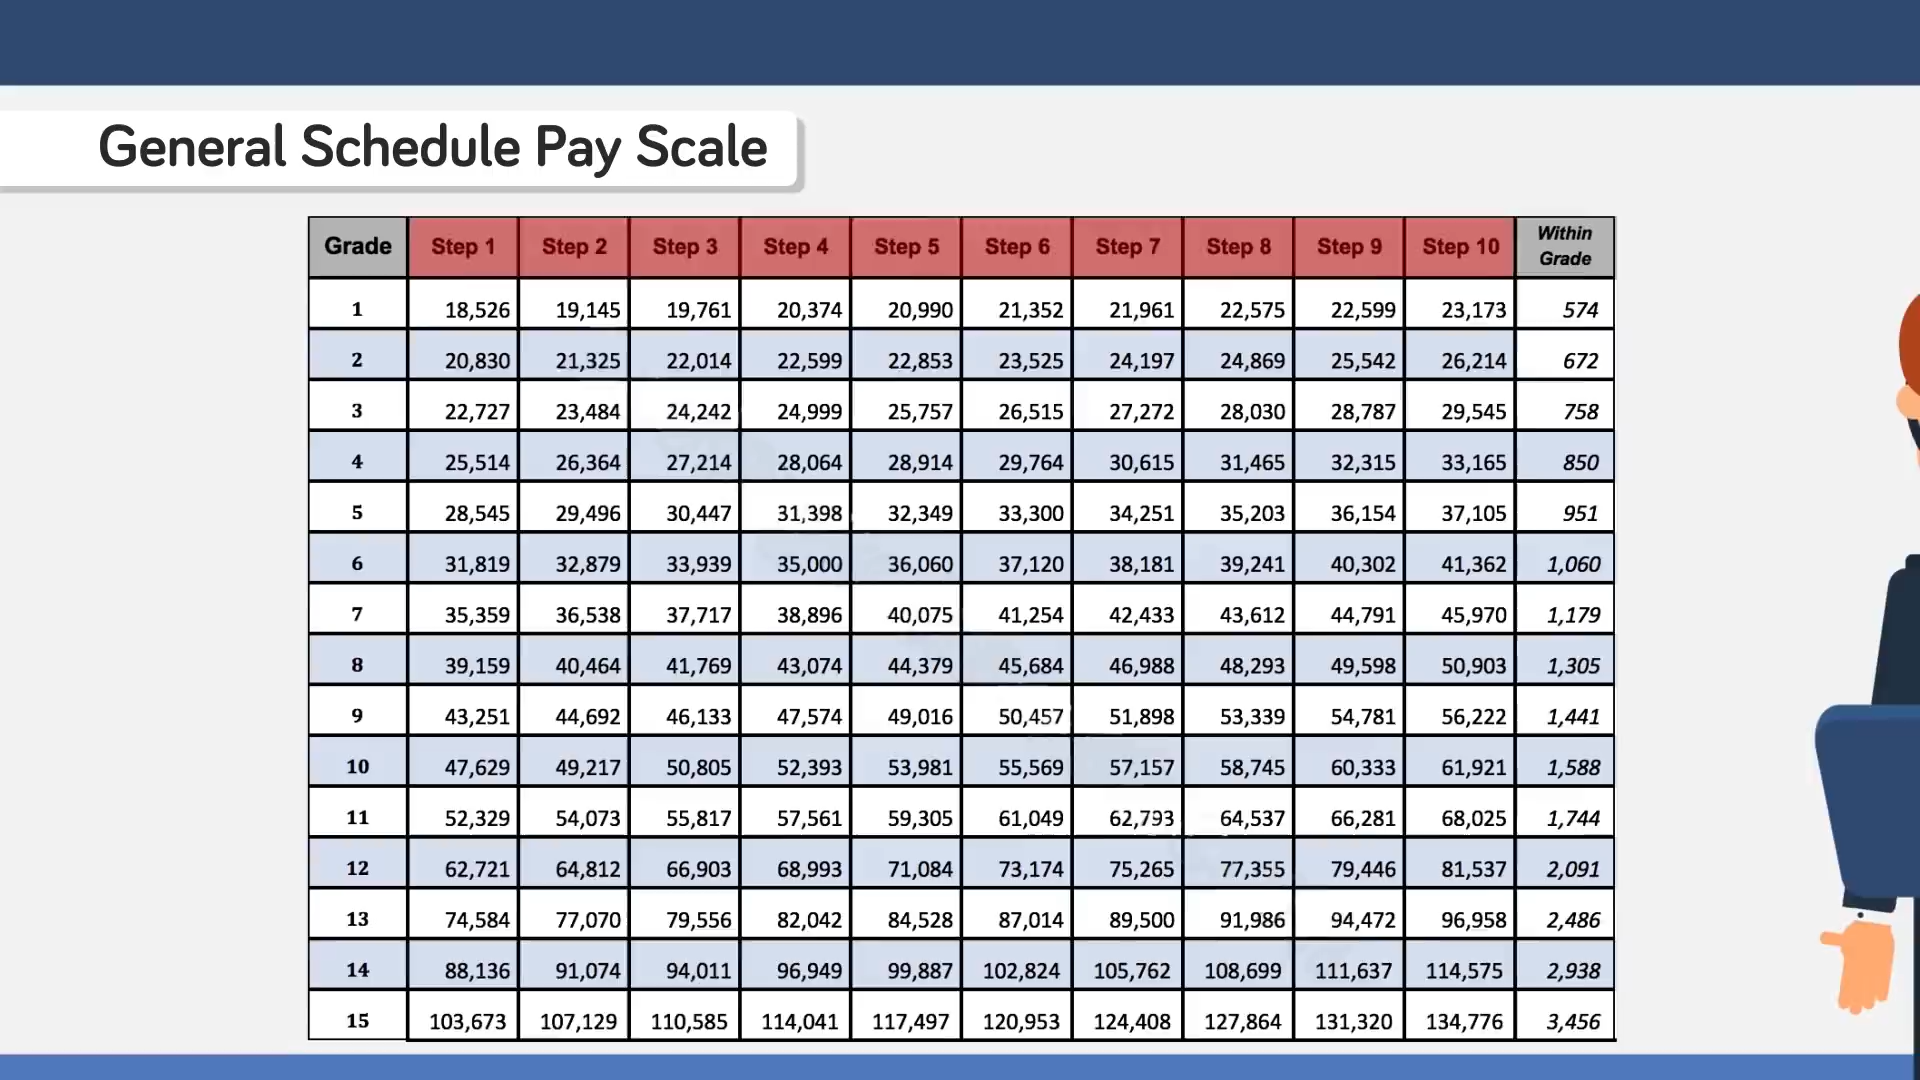 General Schedule Pay Scale
Grade Step 1 Step 2 Step 3 Step 4 Step 5 Step 6 Step 7 Step 8 Step 9 Step 10 Within Grade
1 18,526 19,145 19,761 20,374 20,990 21,352 21,961 22,575 22,599 23,173 574
2 20,830 21,325 22,014 22,599 22,853 23,525 24,197 24,869 25,542 26,214 672
3 22,727 23,484 24,242 24,999 25,757 26,515 27,272 28,030 28,787 29,545 758
4 25,514 26,364 27,214 28,064 28,914 29,764 30,615 31,465 32,315 33,165 850
5 28,545 29,496 30,447 31,398 32,349 33,300 34,251 35,203 36,154 37,105 951
6 31,819 32,879 33,939 35,000 36,060 37,120 38,181 39,241 40,302 41,362 1,060
7 35,359 36,538 37,717 38,896 40,075 41,254 42,433 43,612 44,791 45,970 1,179
8 39,159 40,464 41,769 43,074 44,379 45,684 46,988 48,293 49,598 50,903 1,305
9 43,251 44,692 46,133 47,574 49,016 50,457 51,898 53,339 54,781 56,222 1,441
10 47,629 49,217 50,805 52,393 53,981 55,569 57,157 58,745 60,333 61,921 1,588
11 52,329 54,073 55,817 57,561 59,305 61,049 62,793 64,537 66,281 68,025 1,744
12 62,721 64,812 66,903 68,993 71,084 73,174 75,265 77,355 79,446 81,537 2,091
13 74,584 77,070 79,556 82,042 84,528 87,014 89,500 91,986 94,472 96,958 2,486
14 88,136 91,074 94,011 96,949 99,887 102,824 105,762 108,699 111,637 114,575 2,938
15 103,673 107,129 110,585 114,041 117,497 120,953 124,408 127,864 131,320 134,776 3,456